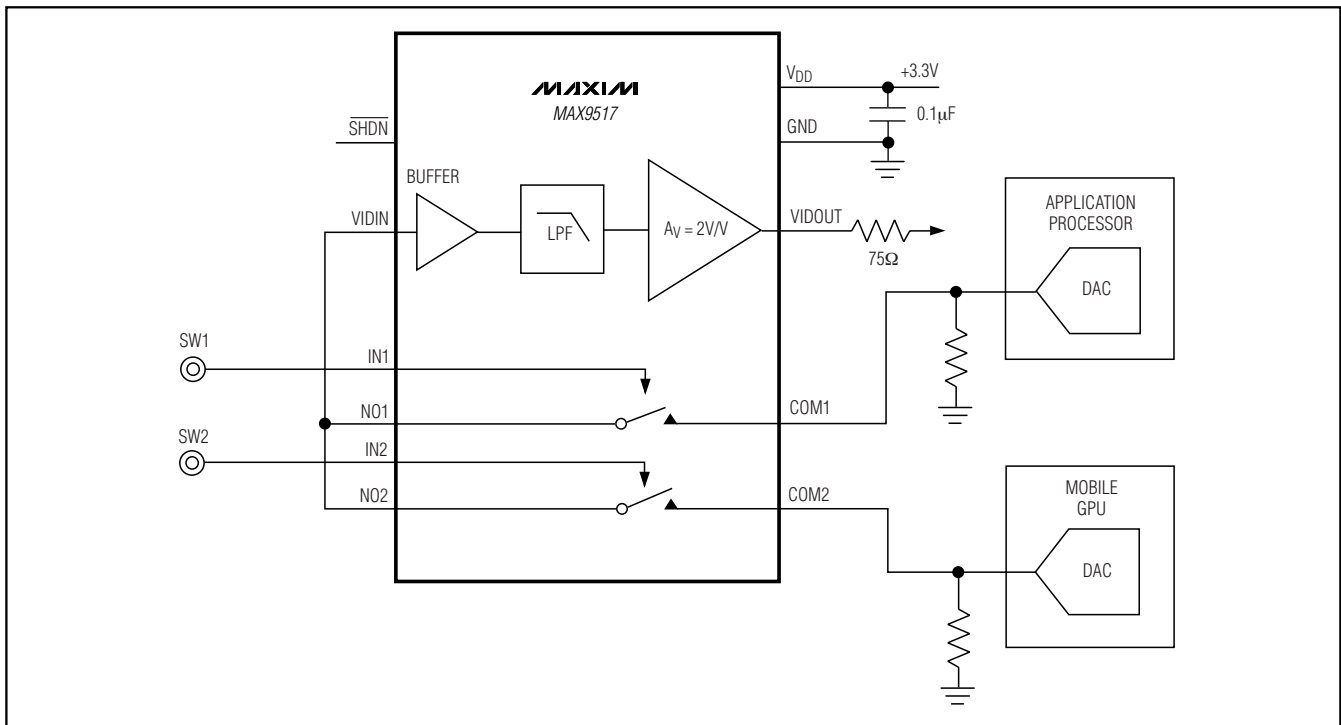 MAXIM
MAX9517
SHDN
VDD
+3.3V
0.1µF
GND
BUFFER
VIDIN
LPF
AV = 2V/V
VIDOUT
75Ω
APPLICATION
PROCESSOR
DAC
SW1
IN1
NO1
COM1
SW2
IN2
NO2
COM2
MOBILE
GPU
DAC